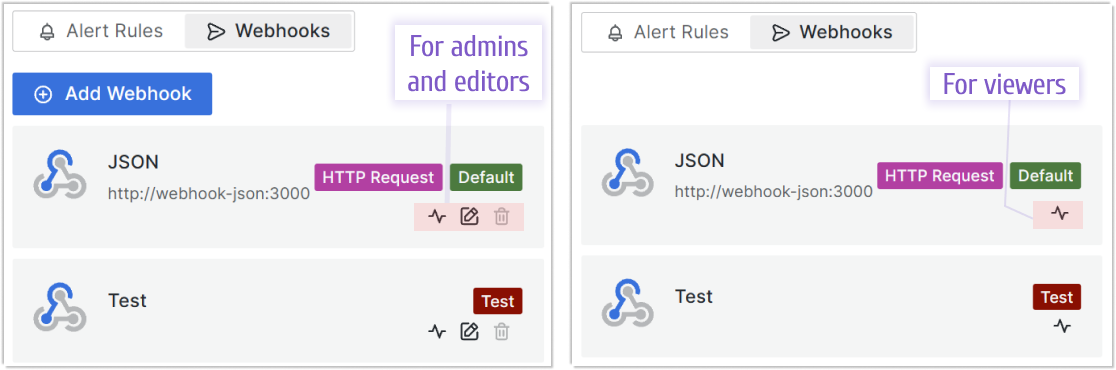 Alert Rules
Webhooks
For admins
and editors
Add Webhook
JSON
http://webhook-json:3000
HTTP Request
Default
Test
Test
Alert Rules
Webhooks
For viewers
JSON
http://webhook-json:3000
HTTP Request
Default
Test
Test